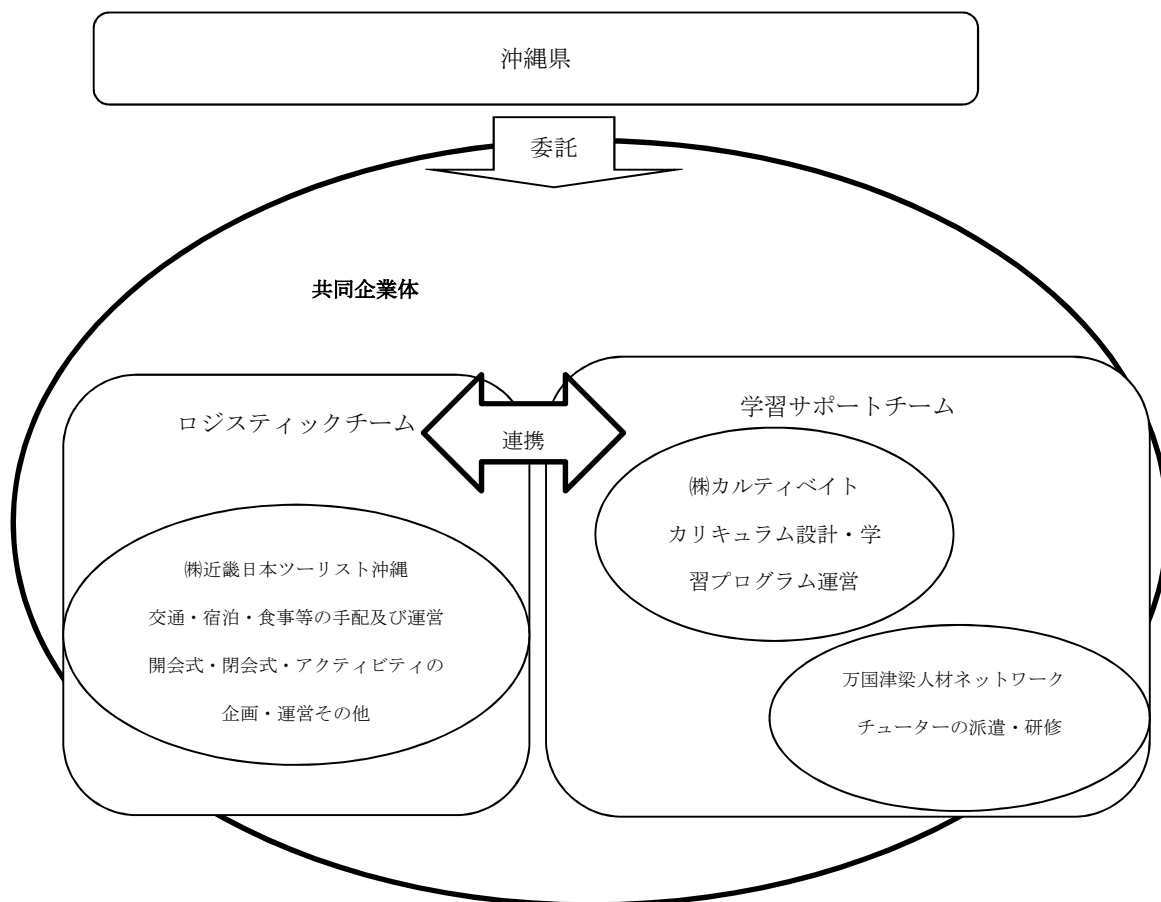 沖縄県
委託
共同企業体
ロジスティックチーム
連携
学習サポートチーム
㈱近畿日本ツーリスト沖縄
交通・宿泊・食事等の手配及び運営
開会式・閉会式・アクティビティの
企画・運営その他
㈱カルティベイト
カリキュラム設計・学
習プログラム運営
万国津梁人材ネットワーク
チューターの派遣・研修